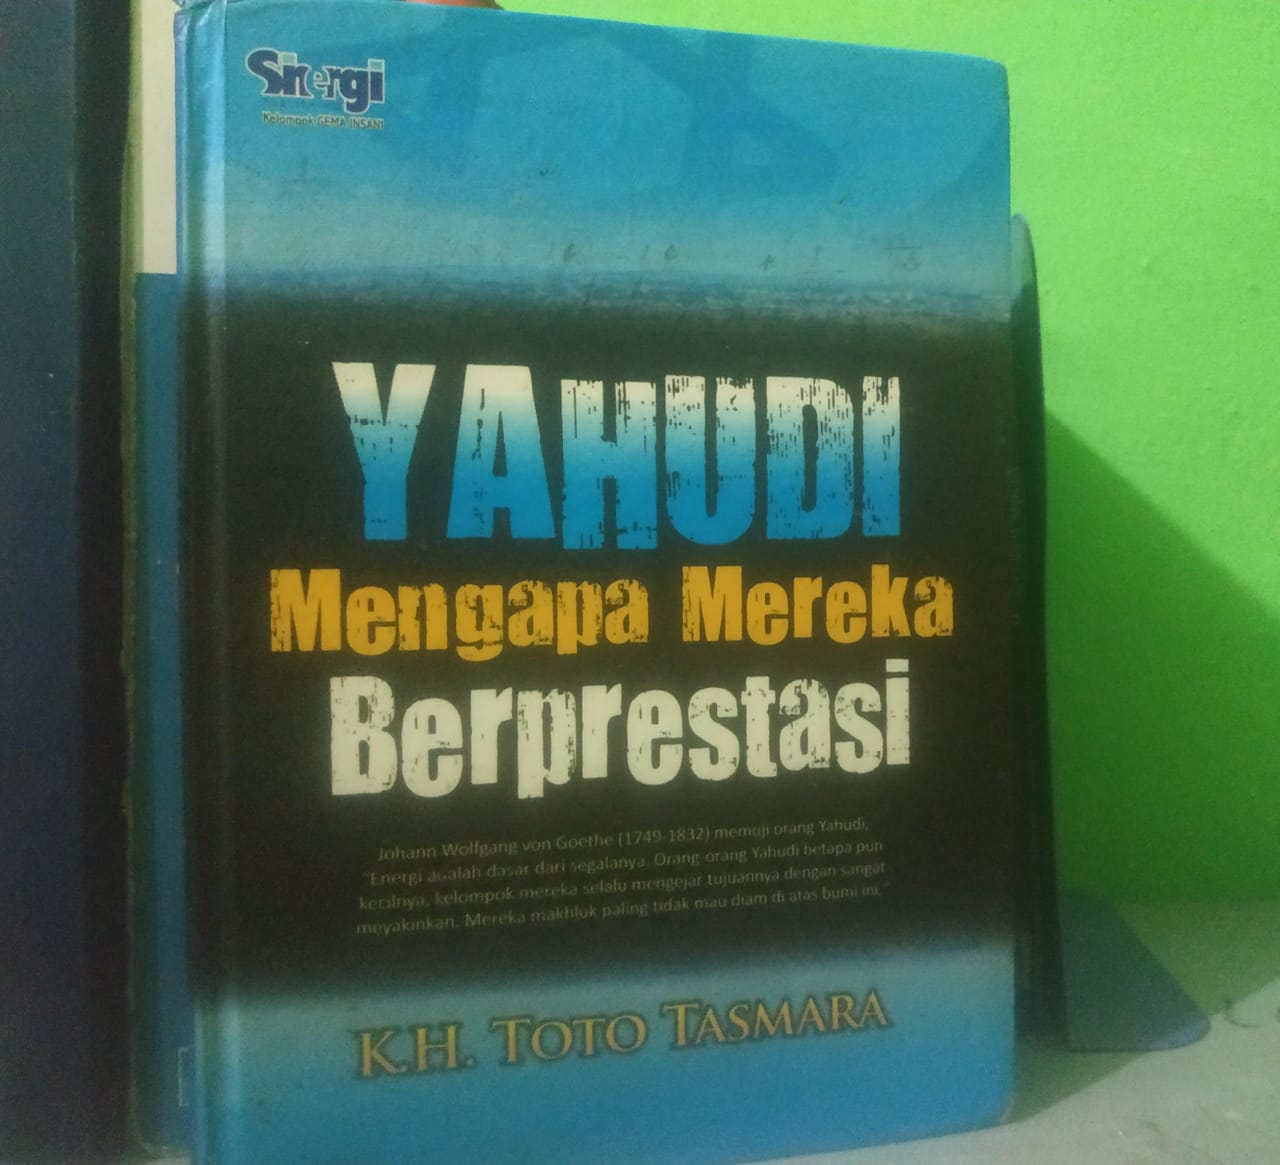 Sinergi
Kelompok GEMA INSANI
YAHUDI
Mengapa Mereka
Berprestasi
Johann Wolfgang von Goethe (1749-1832) memuji orang Yahudi,
"Energi adalah dasar dari segalanya. Orang orang Yahudi betapa pun
kecilnya, kelompok mereka selalu mengejar tujuannya dengan sangat
meyakinkan. Mereka makhluk paling tidak mau diam di atas bumi ini."
K.H. TOTO TASMARA